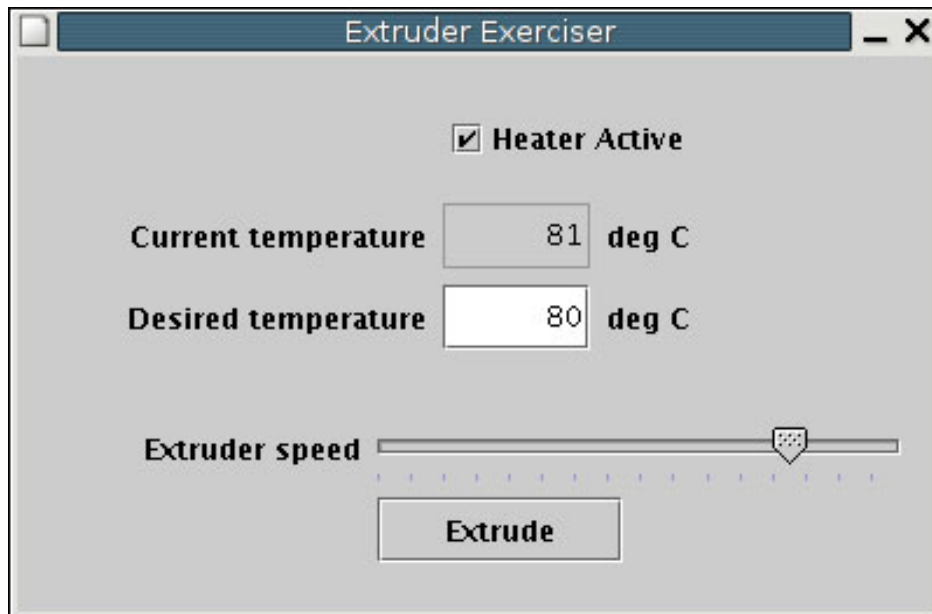 Extruder Exerciser
Heater Active
Current temperature 81 deg C
Desired temperature 80 deg C
Extruder speed
Extrude